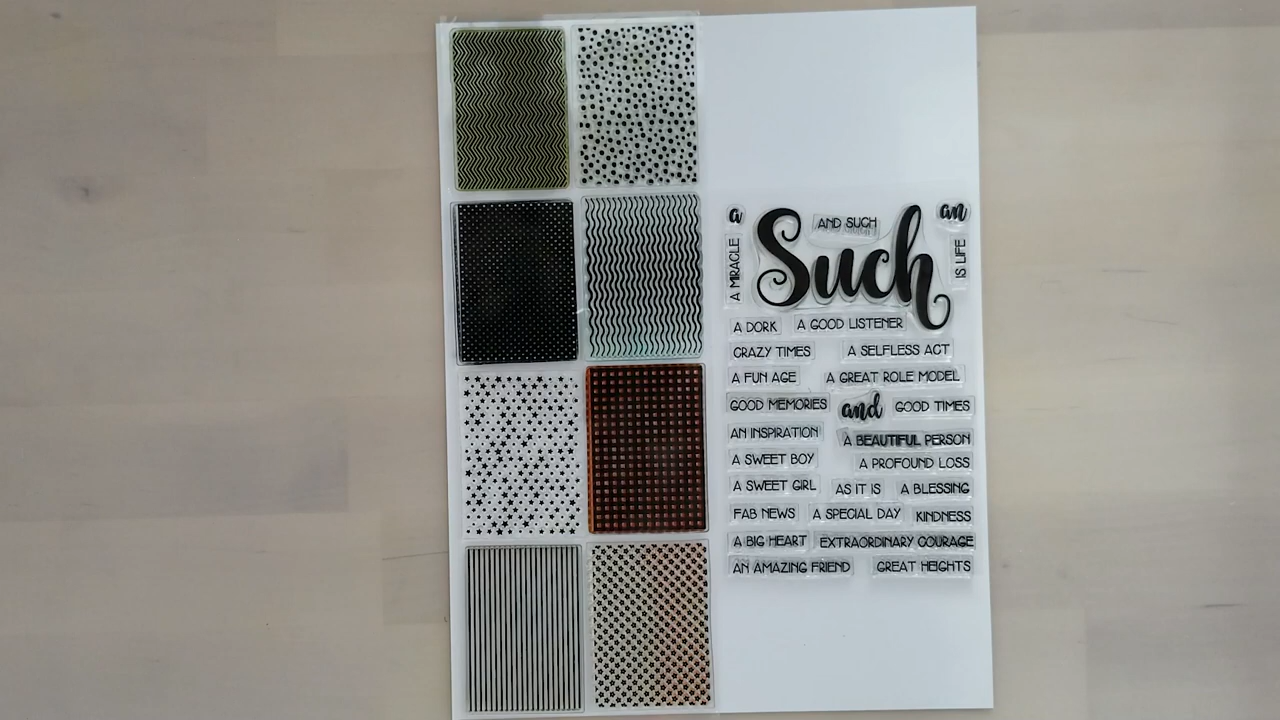 a AND SUCH an
Such
A MIRACLE
IS LIFE
A DORK A GOOD LISTENER
CRAZY TIMES A SELFLESS ACT
A FUN AGE A GREAT ROLE MODEL
GOOD MEMORIES and GOOD TIMES
AN INSPIRATION A BEAUTIFUL PERSON
A SWEET BOY A PROFOUND LOSS
A SWEET GIRL AS IT IS A BLESSING
FAB NEWS A SPECIAL DAY KINDNESS
A BIG HEART EXTRAORDINARY COURAGE
AN AMAZING FRIEND GREAT HEIGHTS